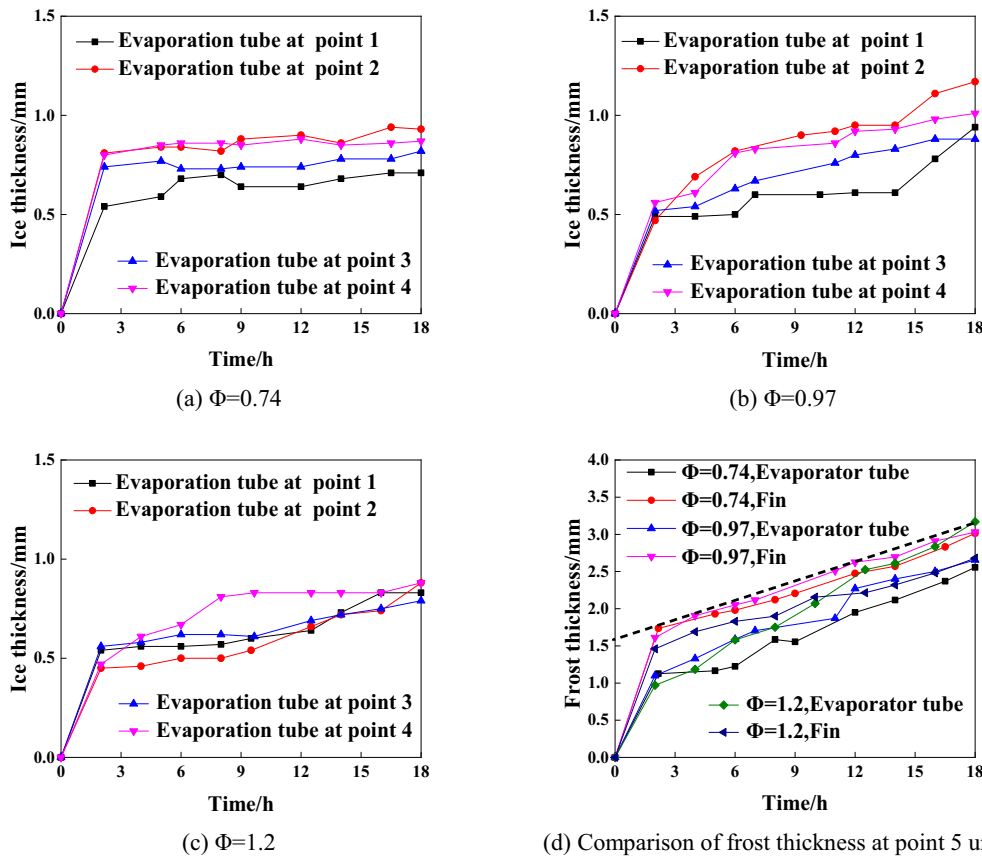 1.5
Evaporation tube at point 1
Evaporation tube at point 2
1.0
Ice thickness/mm
0.5
Evaporation tube at point 3
Evaporation tube at point 4
0.0
0 3 6 9 12 15 18
Time/h
(a) Φ=0.74
1.5
Evaporation tube at point 1
Evaporation tube at point 2
1.0
Ice thickness/mm
0.5
Evaporation tube at point 3
Evaporation tube at point 4
0.0
0 3 6 9 12 15 18
Time/h
(b) Φ=0.97
1.5
Evaporation tube at point 1
Evaporation tube at point 2
1.0
Ice thickness/mm
0.5
Evaporation tube at point 3
Evaporation tube at point 4
0.0
0 3 6 9 12 15 18
Time/h
(c) Φ=1.2
4.0
Φ=0.74,Evaporator tube
3.5
Φ=0.74,Fin
3.0
Φ=0.97,Evaporator tube
Φ=0.97,Fin
2.5
Frost thickness/mm
2.0
1.5
1.0
Φ=1.2,Evaporator tube
0.5
Φ=1.2,Fin
0.0
0 3 6 9 12 15 18
Time/h
(d) Comparison of frost thickness at point 5